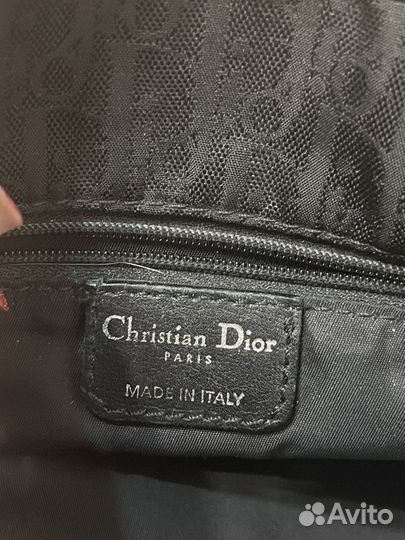 Christian Dior
PARIS
MADE IN ITALY
Avito